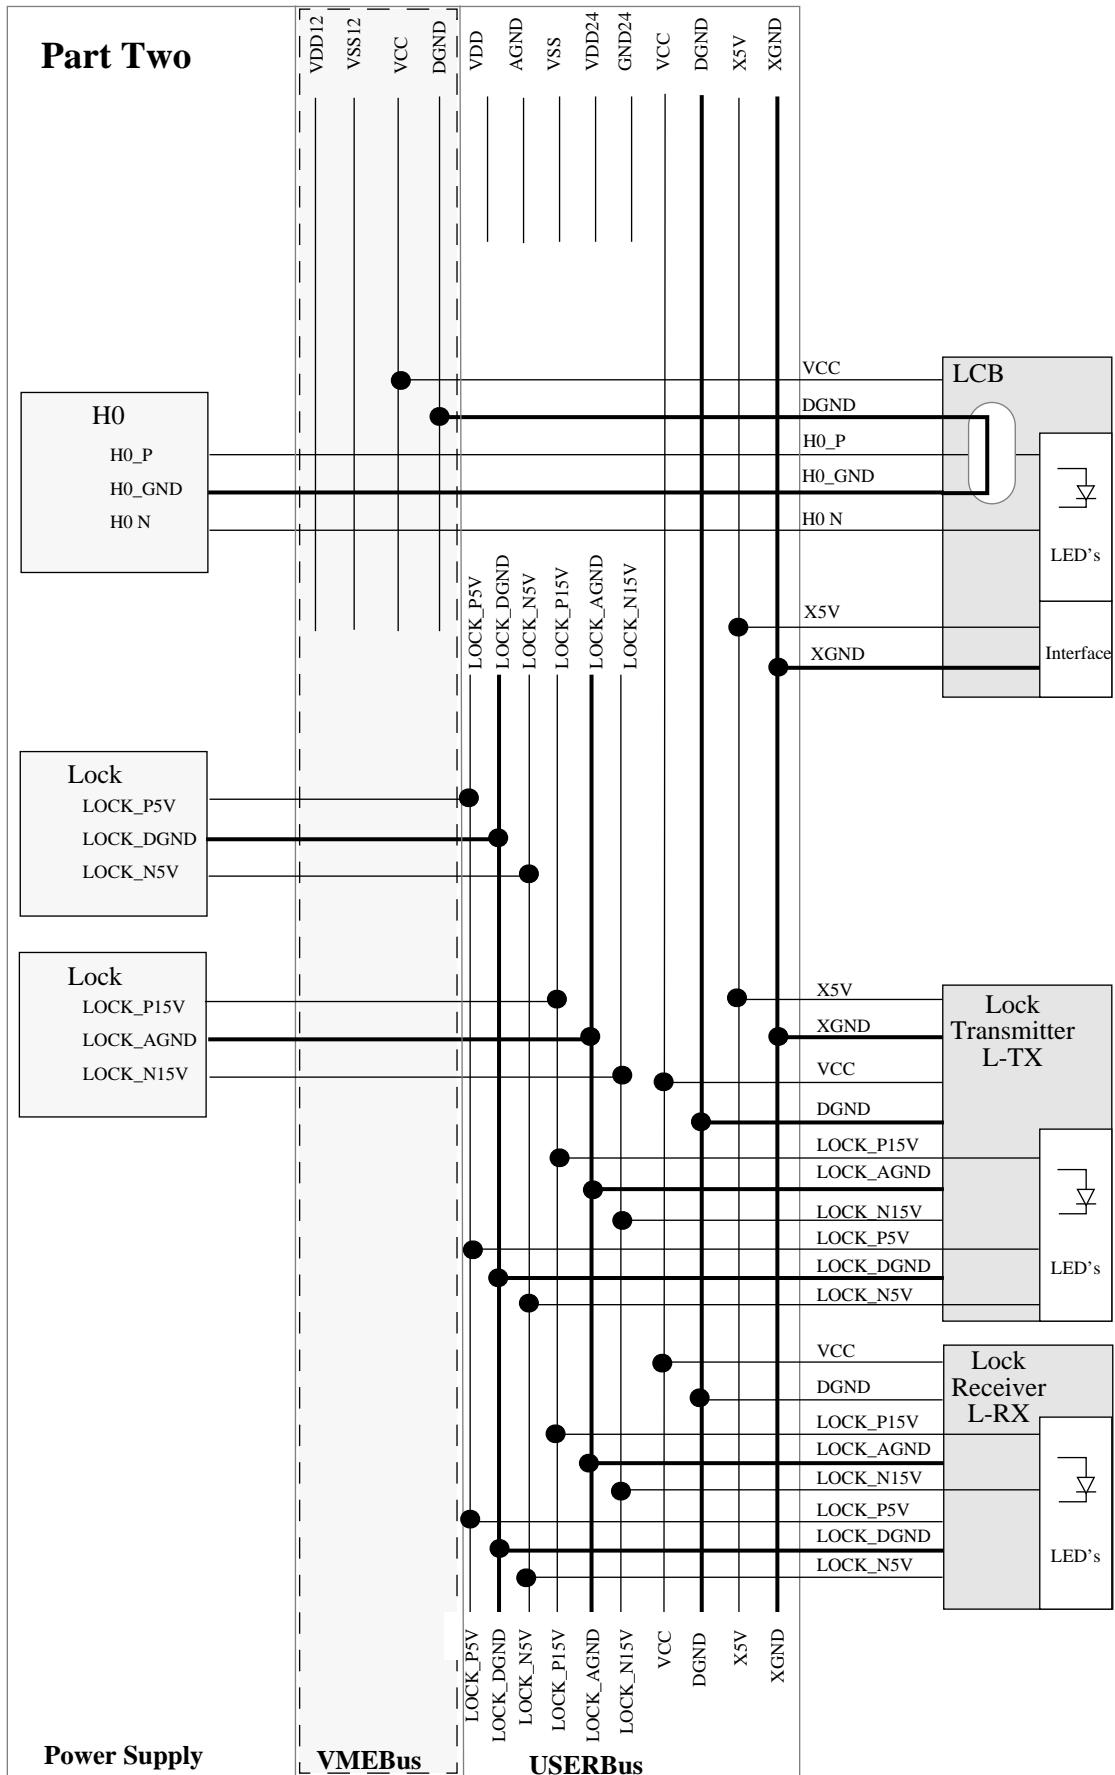 Part Two
VDD12
VSS12
VCC
DGND
VDD
AGND
VSS
VDD24
GND24
VCC
DGND
X5V
XGND
VCC
LCB
DGND
H0
H0_P
H0_P
H0_GND
H0_GND
H0 N
H0 N
LED's
LOCK_P5V
LOCK_DGND
LOCK_N5V
LOCK_P15V
LOCK_AGND
LOCK_N15V
X5V
XGND
Interface
Lock
LOCK_P5V
LOCK_DGND
LOCK_N5V
Lock
LOCK_P15V
LOCK_AGND
LOCK_N15V
X5V
XGND
VCC
DGND
LOCK_P15V
LOCK_AGND
LOCK_N15V
LOCK_P5V
LOCK_DGND
LOCK_N5V
Lock
Transmitter
L-TX
LED's
VCC
DGND
LOCK_P15V
LOCK_AGND
LOCK_N15V
LOCK_P5V
LOCK_DGND
LOCK_N5V
Lock
Receiver
L-RX
LED's
LOCK_P5V
LOCK_DGND
LOCK_N5V
LOCK_P15V
LOCK_AGND
LOCK_N15V
VCC
DGND
X5V
XGND
Power Supply
VMEBus
USERBus